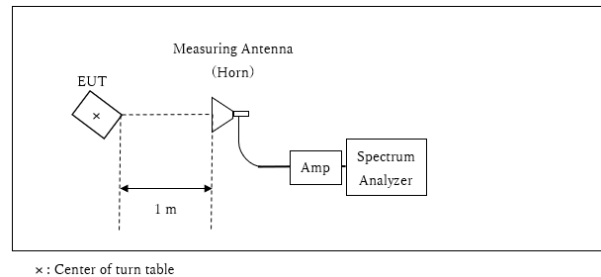 Measuring Antenna
(Horn)
EUT
Amp
Spectrum
Analyzer
1 m
× : Center of turn table